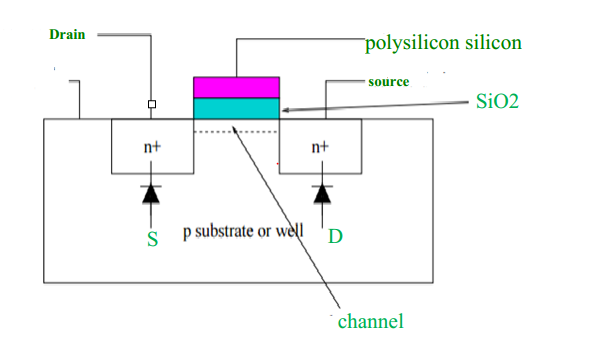 Drain
polysilicon silicon
source
SiO2
n+
n+
S
p substrate or well
D
channel